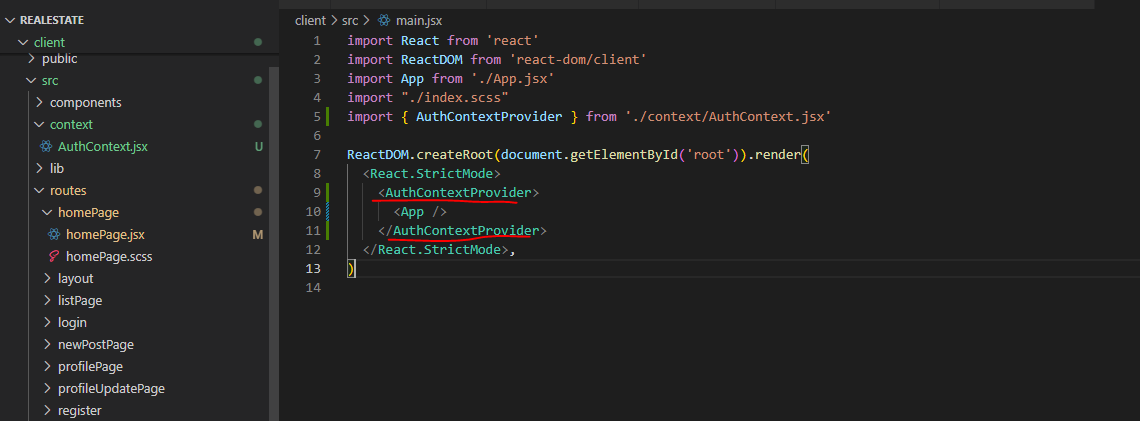 REALESTATE
client
public
src
components
context
AuthContext.jsx U
lib
routes
homePage
homePage.jsx M
homePage.scss
layout
listPage
login
newPostPage
profilePage
profileUpdatePage
register
client > src > main.jsx
1 import React from 'react'
2 import ReactDOM from 'react-dom/client'
3 import App from './App.jsx'
4 import "./index.scss"
5 import { AuthContextProvider } from './context/AuthContext.jsx'
6
7 ReactDOM.createRoot(document.getElementById('root')).render(
8 <React.StrictMode>
9 <AuthContextProvider>
10 <App />
11 </AuthContextProvider>
12 </React.StrictMode>,
13 )
14